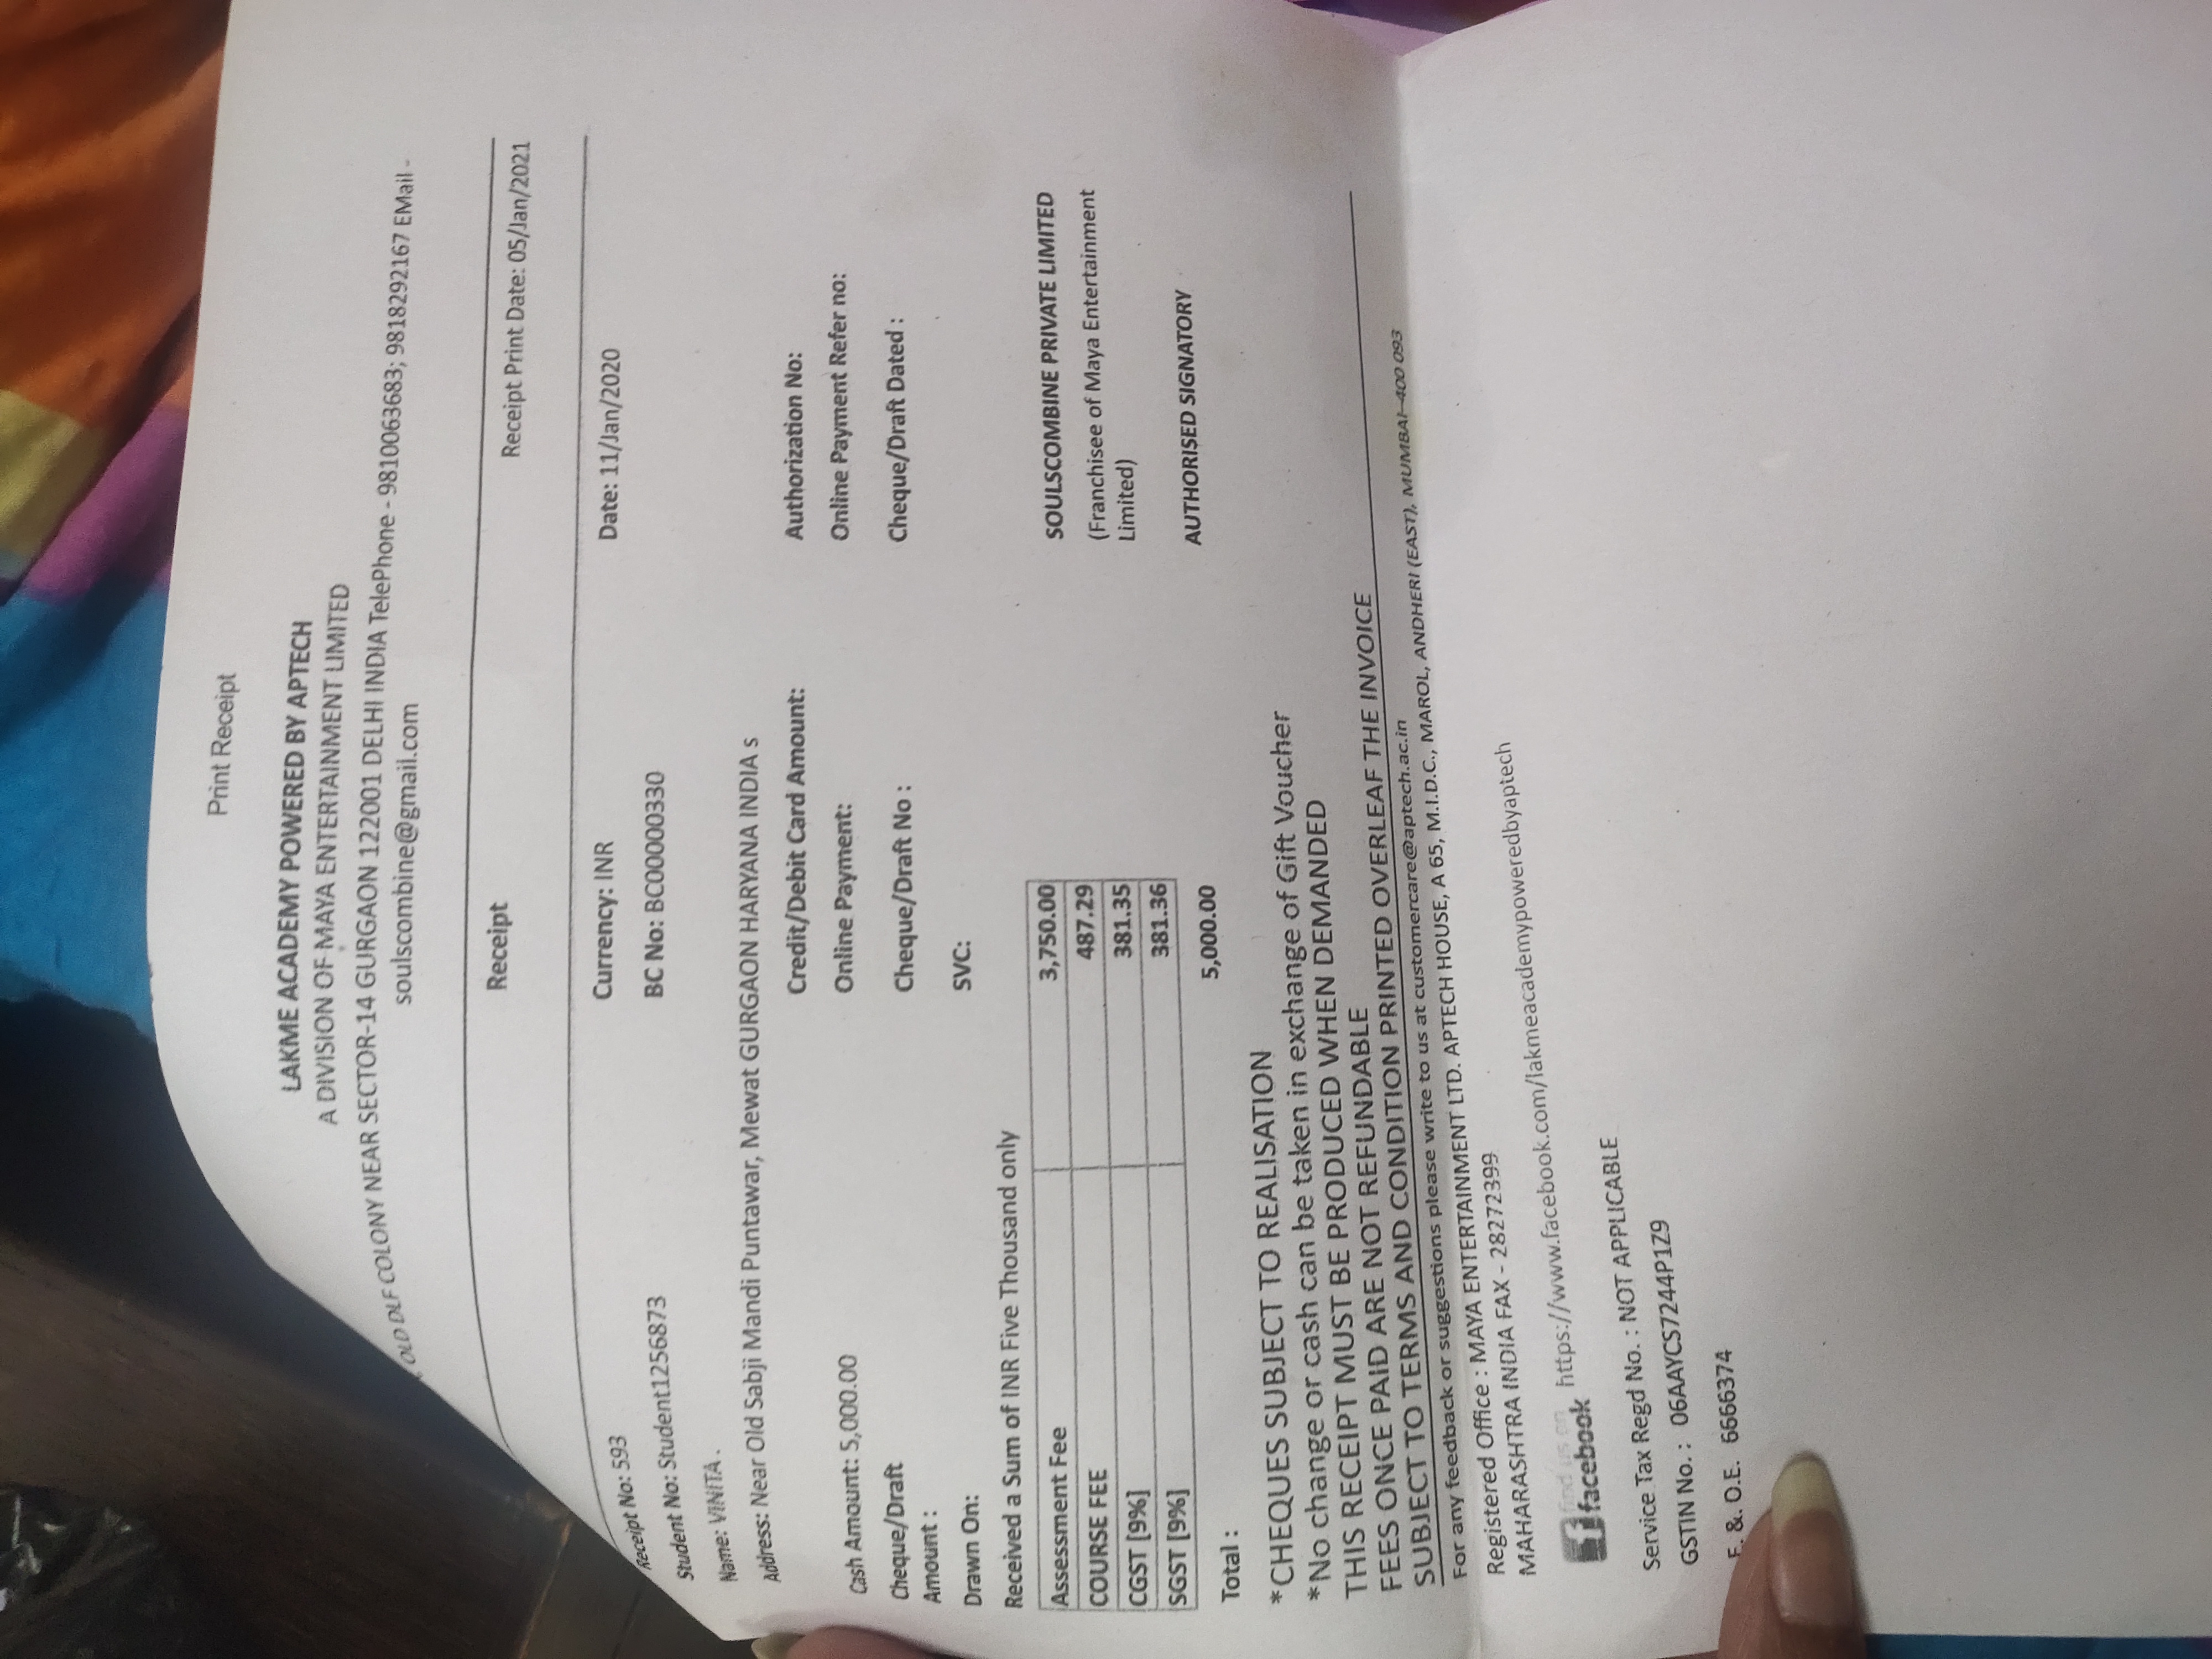 Print Receipt
LAKME ACADEMY POWERED BY APTECH
A DIVISION OF MAYA ENTERTAINMENT LIMITED
OLD DLF COLONY NEAR SECTOR-14 GURGAON 122001 DELHI INDIA TelePhone - 9810063683; 9818292167 EMail -
soulscombine@gmail.com
Receipt
Receipt Print Date: 05/Jan/2021
Receipt No: 593 Currency: INR Date: 11/Jan/2020
Student No: Student1256873 BC No: BC00000330
Name: VINITA .
Address: Near Old Sabji Mandi Puntawar, Mewat GURGAON HARYANA INDIA s
Credit/Debit Card Amount: Authorization No:
Cash Amount: 5,000.00 Online Payment: Online Payment Refer no:
Cheque/Draft
Amount : Cheque/Draft No : Cheque/Draft Dated :
Drawn On: SVC:
Received a Sum of INR Five Thousand only
Assessment Fee 3,750.00
COURSE FEE 487.29
CGST [9%] 381.35
SGST [9%] 381.36
Total : 5,000.00
SOULSCOMBINE PRIVATE LIMITED
(Franchisee of Maya Entertainment
Limited)
AUTHORISED SIGNATORY
*CHEQUES SUBJECT TO REALISATION
*No change or cash can be taken in exchange of Gift Voucher
THIS RECEIPT MUST BE PRODUCED WHEN DEMANDED
FEES ONCE PAID ARE NOT REFUNDABLE
SUBJECT TO TERMS AND CONDITION PRINTED OVERLEAF THE INVOICE
For any feedback or suggestions please write to us at customercare@aptech.ac.in
Registered Office : MAYA ENTERTAINMENT LTD. APTECH HOUSE, A 65, M.I.D.C., MAROL, ANDHERI (EAST), MUMBAI-400 093
MAHARASHTRA INDIA FAX - 28272399
find us on
facebook https://www.facebook.com/lakmeacademypoweredbyaptech
Service Tax Regd No. : NOT APPLICABLE
GSTIN No. : 06AAYCS7244P1Z9
E. &. O.E. 6666374